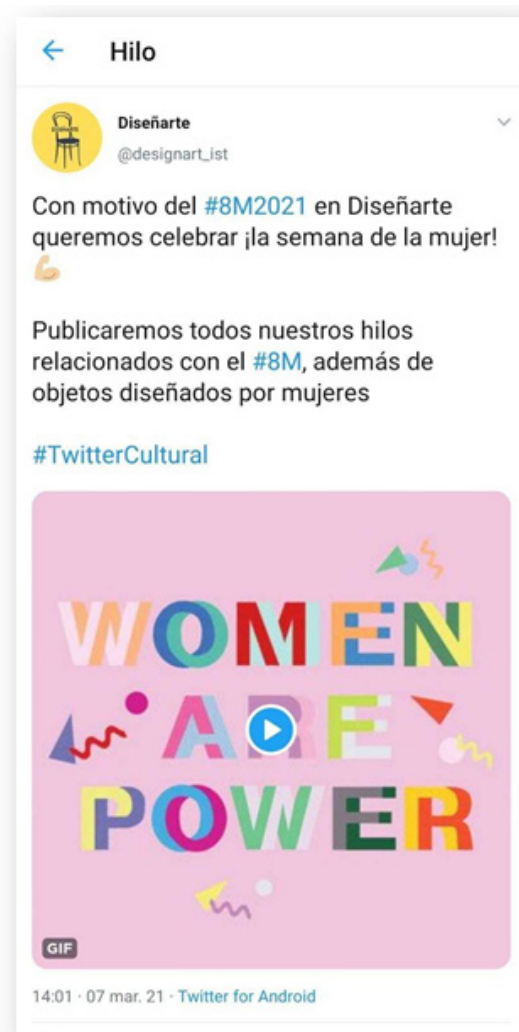 Hilo
Diseñarte
@designart_ist
Con motivo del #8M2021 en Diseñarte
queremos celebrar ¡la semana de la mujer!
Publicaremos todos nuestros hilos
relacionados con el #8M, además de
objetos diseñados por mujeres
#TwitterCultural
WOMEN
ARE
POWER
GIF
14:01 · 07 mar. 21 · Twitter for Android